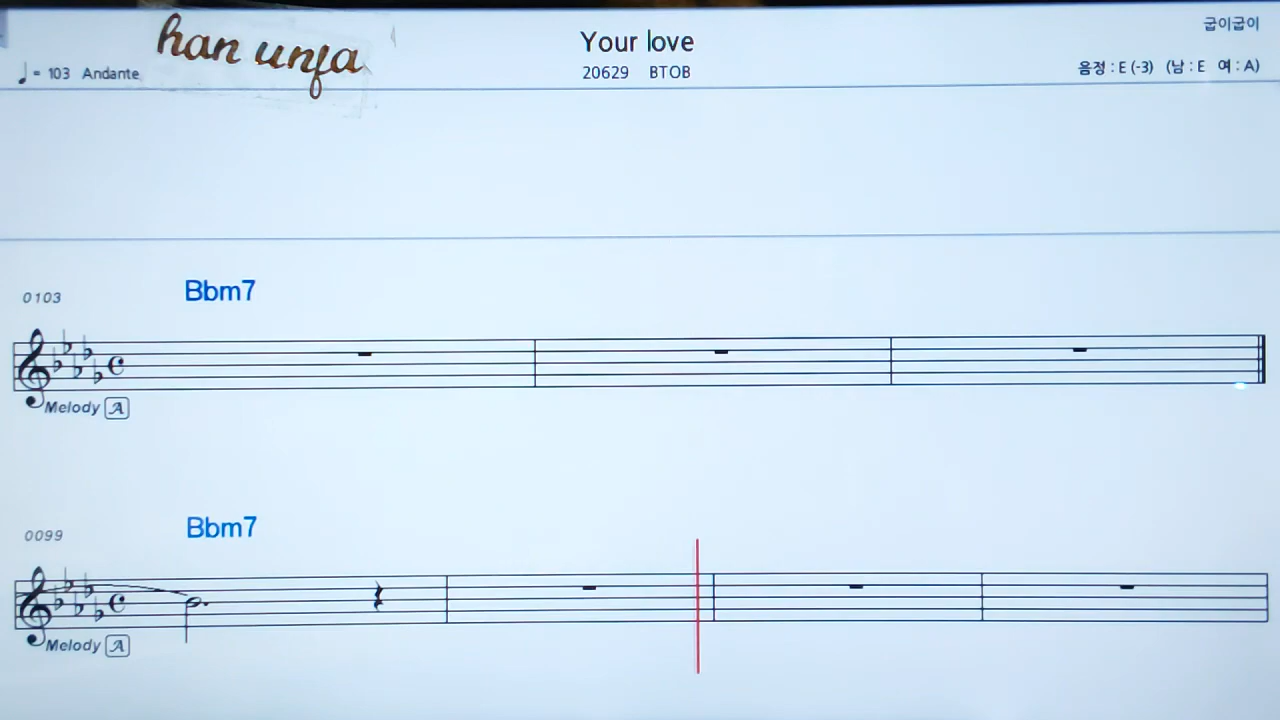 han unfa
Your love
굽이굽이
♩= 103 Andante
20629 BTOB
음정 : E (-3) (남 : E 여 : A)
0103
Bbm7
Melody A
0099
Bbm7
Melody A